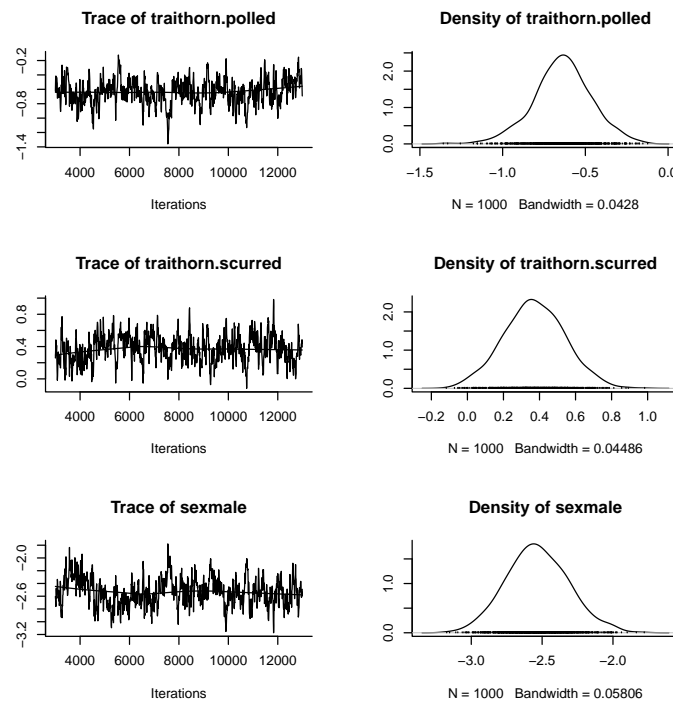 Trace of traithorn.polled
−0.2
−0.8
−1.4
4000 6000 8000 10000 12000
Iterations
Density of traithorn.polled
2.0
1.0
0.0
−1.5 −1.0 −0.5 0.0
N = 1000 Bandwidth = 0.0428
Trace of traithorn.scurred
0.8
0.4
0.0
4000 6000 8000 10000 12000
Iterations
Density of traithorn.scurred
2.0
1.0
0.0
−0.2 0.0 0.2 0.4 0.6 0.8 1.0
N = 1000 Bandwidth = 0.04486
Trace of sexmale
−2.0
−2.6
−3.2
4000 6000 8000 10000 12000
Iterations
Density of sexmale
1.0
0.0
−3.0 −2.5 −2.0
N = 1000 Bandwidth = 0.05806